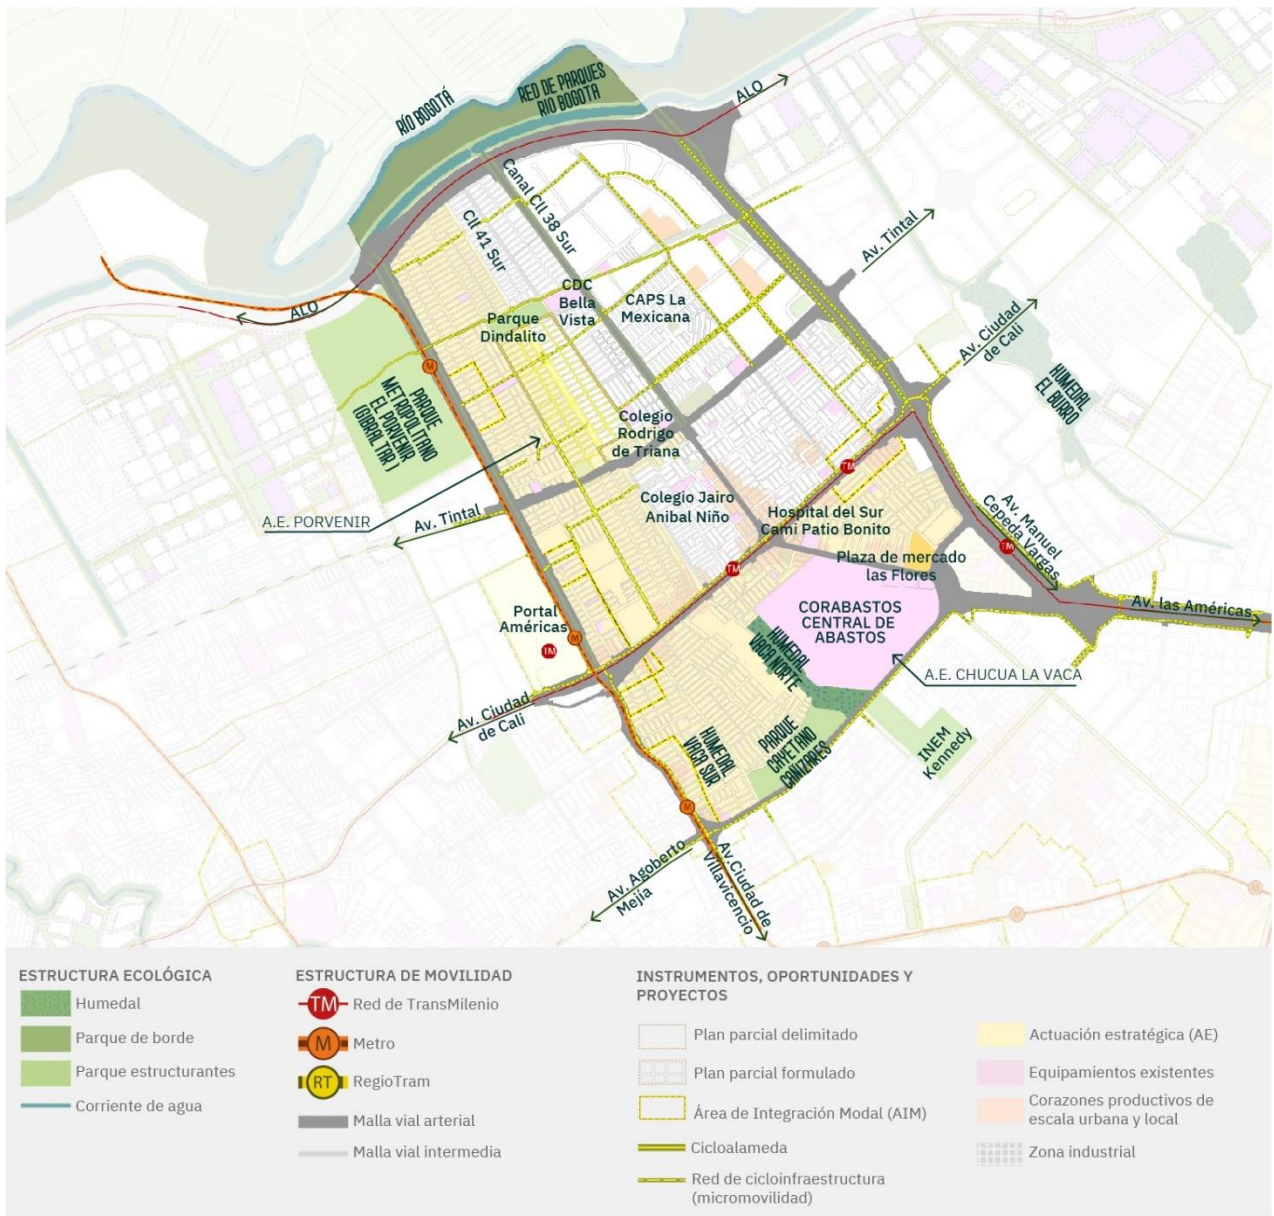 RED DE PARQUES
RIO BOGOTA
RÍO BOGOTÁ
ALO
Canal Cll 38 Sur
Cll 41 Sur
Av. Tintal
CDC
Bella
Vista
CAPS La
Mexicana
ALO
Parque
Dindalito
Av. Ciudad
de Cali
HUMEDAL
EL BURRO
PARQUE
METROPOLITANO
EL PORVENIR
(GIBRALTAR)
Colegio
Rodrigo
de Triana
TM
M
Colegio Jairo
Anibal Niño
Hospital del Sur
Cami Patio Bonito
Av. Manuel
Cepeda Vargas
A.E. PORVENIR
Av. Tintal
TM
Plaza de mercado
las Flores
TM
Portal
Américas
TM
M
CORABASTOS
CENTRAL DE
ABASTOS
Av. las Américas
HUMEDAL
VACA NORTE
A.E. CHUCUA LA VACA
Av. Ciudad
de Cali
HUMEDAL
VACA SUR
PARQUE
CAYETANO
CAÑIZARES
INEM
Kennedy
M
Av. Agoberto
Mejía
Av.Ciudad de
Villavicencio
ESTRUCTURA ECOLÓGICA
Humedal
Parque de borde
Parque estructurantes
Corriente de agua
ESTRUCTURA DE MOVILIDAD
TM Red de TransMilenio
M Metro
RT RegioTram
Malla vial arterial
Malla vial intermedia
INSTRUMENTOS, OPORTUNIDADES Y
PROYECTOS
Plan parcial delimitado
Plan parcial formulado
Área de Integración Modal (AIM)
Cicloalameda
Red de cicloinfraestructura
(micromovilidad)
Actuación estratégica (AE)
Equipamientos existentes
Corazones productivos de
escala urbana y local
Zona industrial